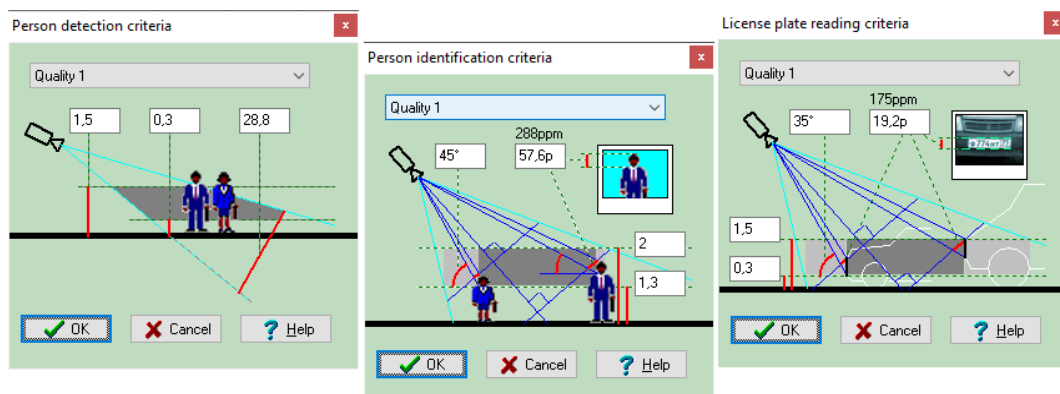 Person detection criteria
x
Quality 1
1,5
0,3
28,8
OK
Cancel
? Help
Person identification criteria
x
Quality 1
288ppm
45°
57,6p
2
1,3
OK
Cancel
? Help
License plate reading criteria
x
Quality 1
175ppm
35°
19,2p
1,5
0,3
OK
Cancel
? Help